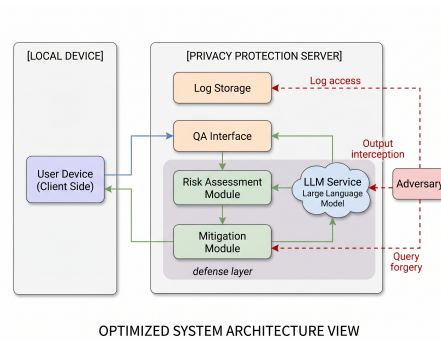 [LOCAL DEVICE]
[PRIVACY PROTECTION SERVER]
Log Storage
Log access
QA Interface
Output
interception
User Device
(Client Side)
Risk Assessment
Module
LLM Service
Large Language
Model
Adversary
Mitigation
Module
Query
forgery
defense layer
OPTIMIZED SYSTEM ARCHITECTURE VIEW